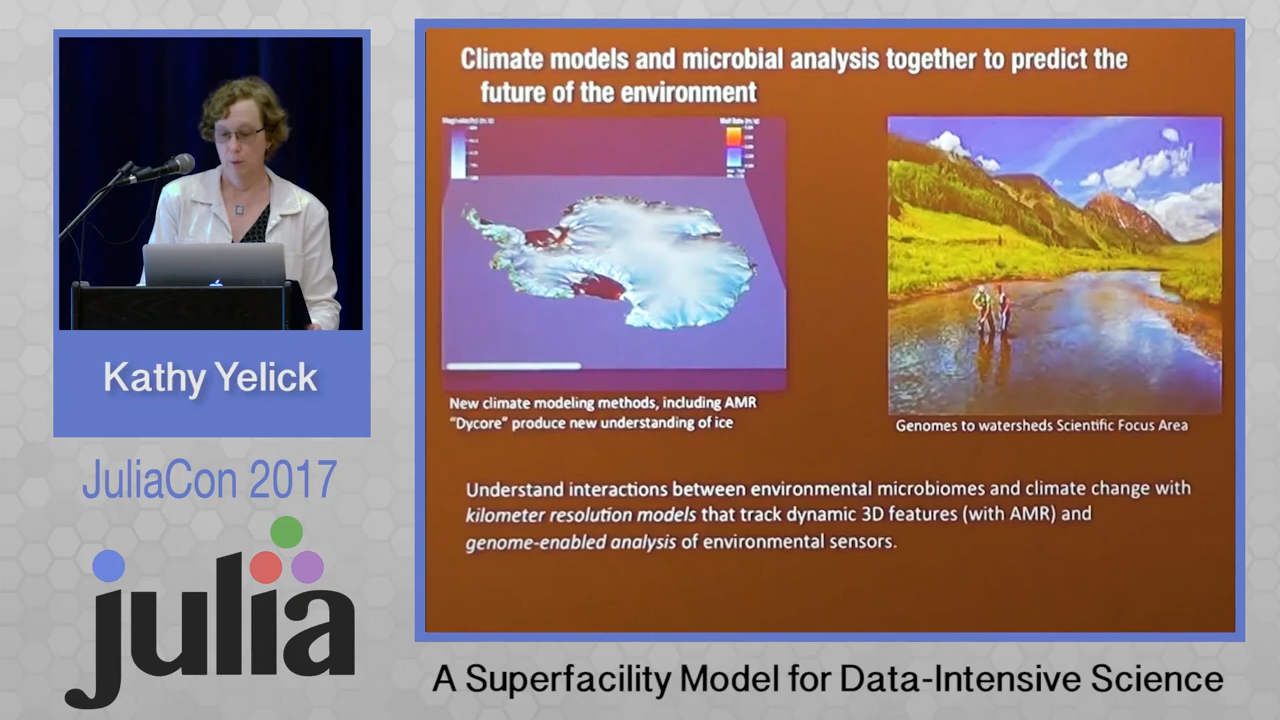 Climate models and microbial analysis together to predict the
future of the environment
New climate modeling methods, including AMR
"Dycore" produce new understanding of ice
Genomes to watersheds Scientific Focus Area
Understand interactions between environmental microbiomes and climate change with
kilometer resolution models that track dynamic 3D features (with AMR) and
genome-enabled analysis of environmental sensors.
Kathy Yelick
JuliaCon 2017
julia
A Superfacility Model for Data-Intensive Science